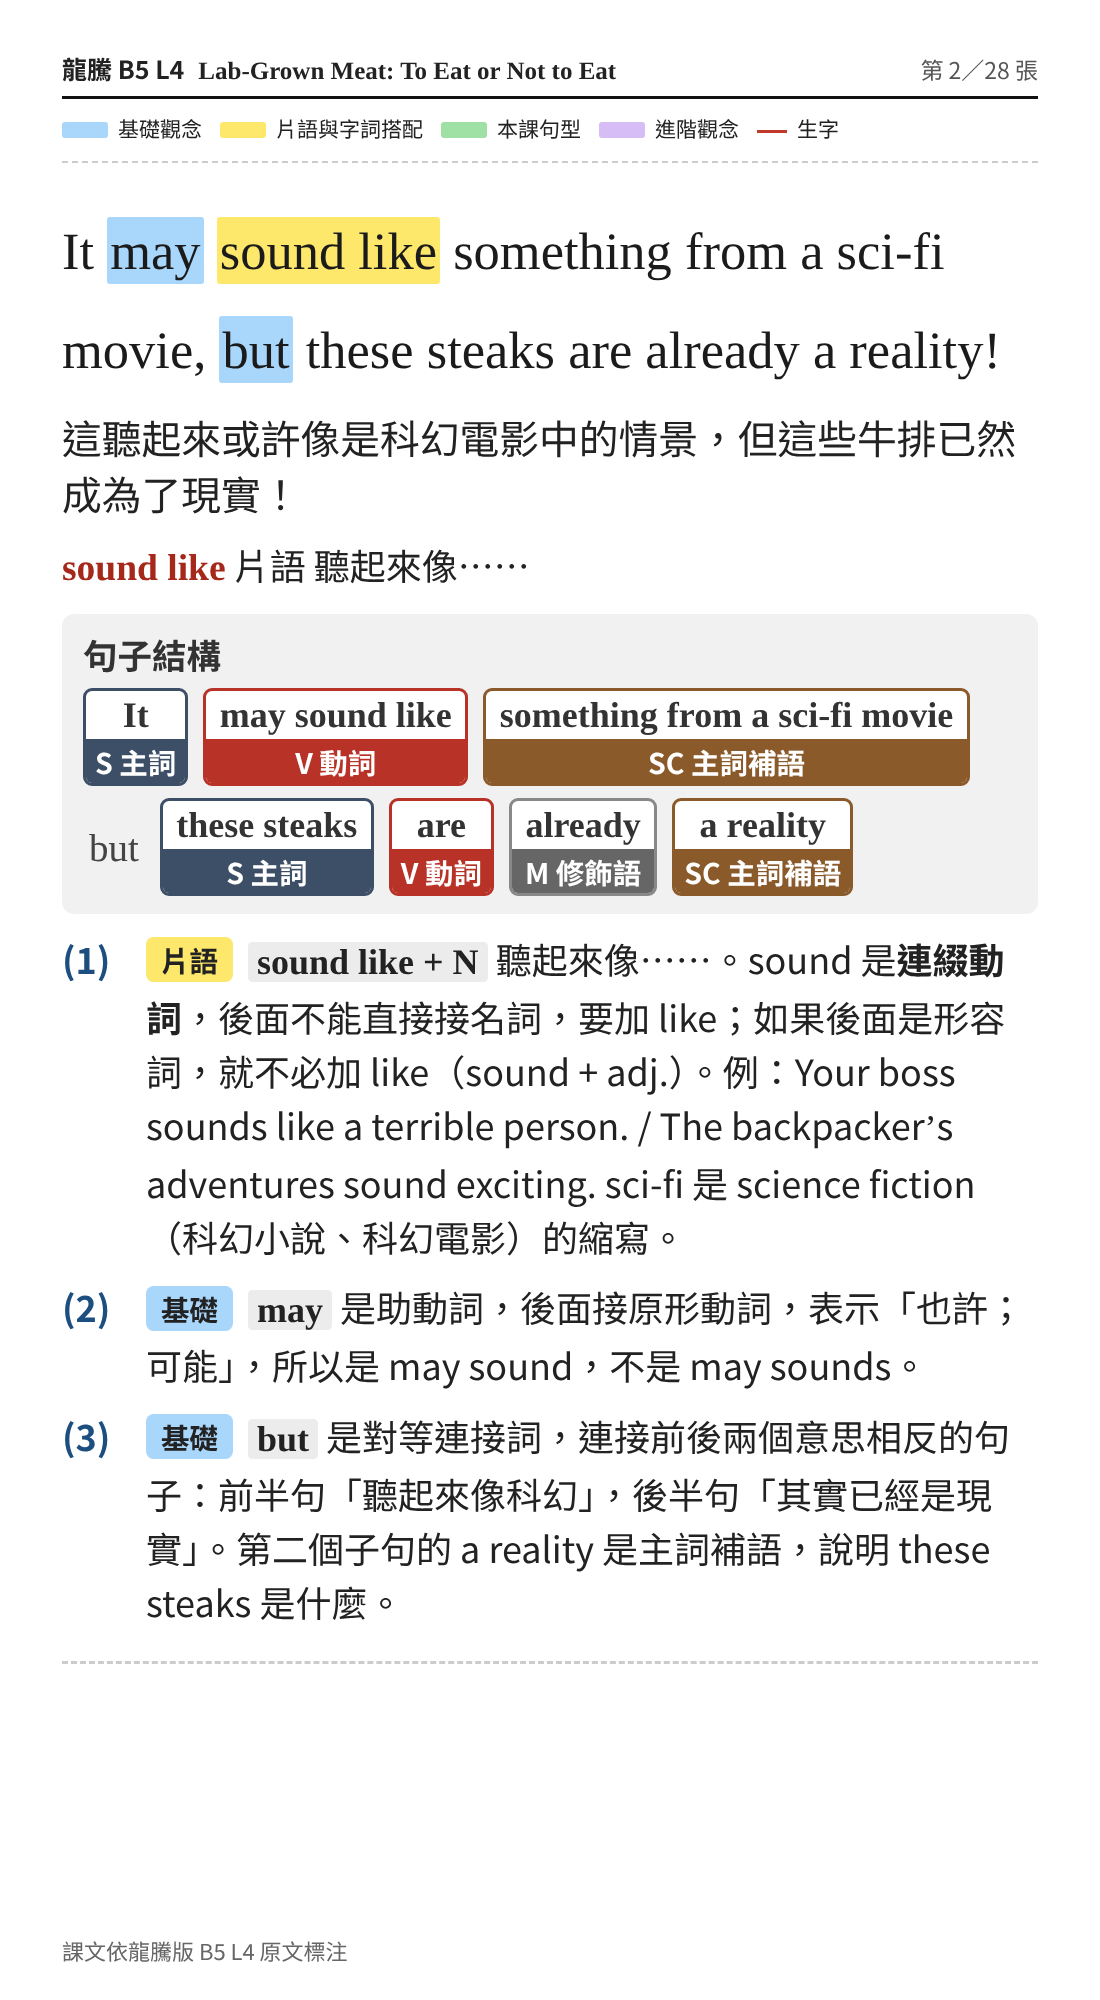 龍騰 B5 L4 Lab-Grown Meat: To Eat or Not to Eat 第 2／28 張
基礎觀念 片語與字詞搭配 本課句型 進階觀念 生字
It may sound like something from a sci-fi
movie, but these steaks are already a reality!
這聽起來或許像是科幻電影中的情景，但這些牛排已然
成為了現實！
sound like 片語 聽起來像……
句子結構
It may sound like something from a sci-fi movie
S 主詞 V 動詞 SC 主詞補語
but these steaks are already a reality
S 主詞 V 動詞 M 修飾語 SC 主詞補語
(1) 片語 sound like + N 聽起來像……。sound 是連綴動
詞，後面不能直接接名詞，要加 like；如果後面是形容
詞，就不必加 like（sound + adj.）。例：Your boss
sounds like a terrible person. / The backpacker’s
adventures sound exciting. sci-fi 是 science fiction
（科幻小說、科幻電影）的縮寫。
(2) 基礎 may 是助動詞，後面接原形動詞，表示「也許；
可能」，所以是 may sound，不是 may sounds。
(3) 基礎 but 是對等連接詞，連接前後兩個意思相反的句
子：前半句「聽起來像科幻」，後半句「其實已經是現
實」。第二個子句的 a reality 是主詞補語，說明 these
steaks 是什麼。
課文依龍騰版 B5 L4 原文標注